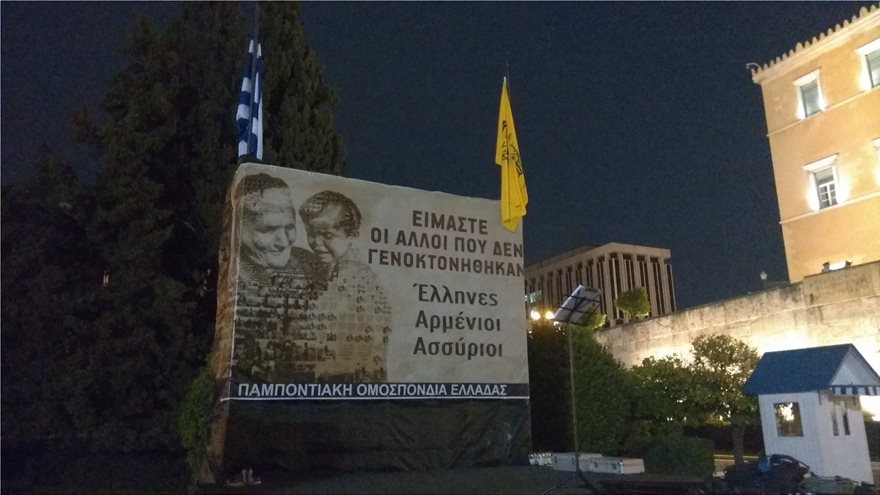 ΕΙΜΑΣΤΕ
ΟΙ ΑΛΛΟΙ ΠΟΥ ΔΕΝ
ΓΕΝΟΚΤΟΝΗΘΗΚΑΝ
Έλληνες
Αρμένιοι
Ασσύριοι
ΠΑΜΠΟΝΤΙΑΚΗ ΟΜΟΣΠΟΝΔΙΑ ΕΛΛΑΔΑΣ